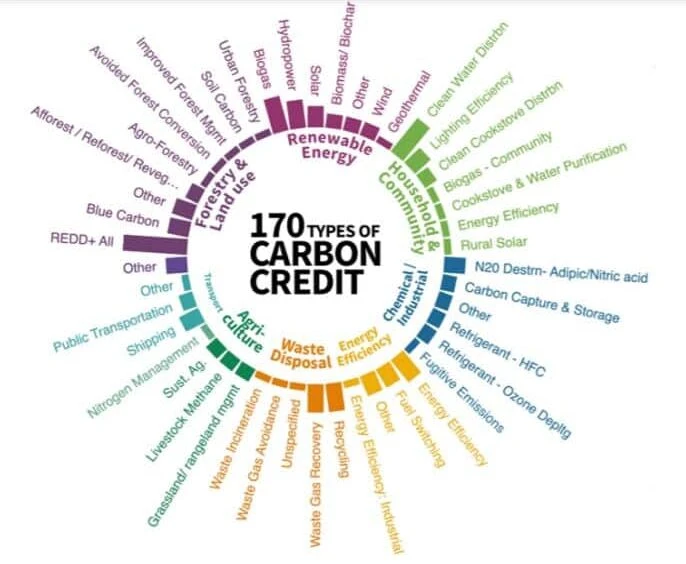 170 TYPES OF
CARBON
CREDIT
Renewable
Energy
Biogas
Hydropower
Solar
Biomass/ Biochar
Other
Wind
Geothermal
Household &
Community
Clean Water Distrbn
Lighting Efficiency
Clean Cookstove Distrbn
Biogas - Community
Cookstove & Water Purification
Energy Efficiency
Rural Solar
Chemical /
Industrial
N20 Destrn- Adipic/Nitric acid
Carbon Capture & Storage
Other
Refrigerant - HFC
Refrigerant - Ozone Depltg
Fugitive Emissions
Energy
Efficiency
Energy Efficiency
Fuel Switching
Other
Energy Efficiency: Industrial
Waste
Disposal
Recycling
Waste Gas Recovery
Unspecified
Waste Gas Avoidance
Waste Incineration
Agri-
culture
Grassland/ rangeland mgmt
Livestock Methane
Sust. Ag.
Nitrogen Management
Transport
Shipping
Public Transportation
Other
Other
Forestry &
Land use
REDD+ All
Blue Carbon
Other
Afforest / Reforest/ Reveg...
Agro-Forestry
Avoided Forest Conversion
Improved Forest Mgmt
Soil Carbon
Urban Forestry